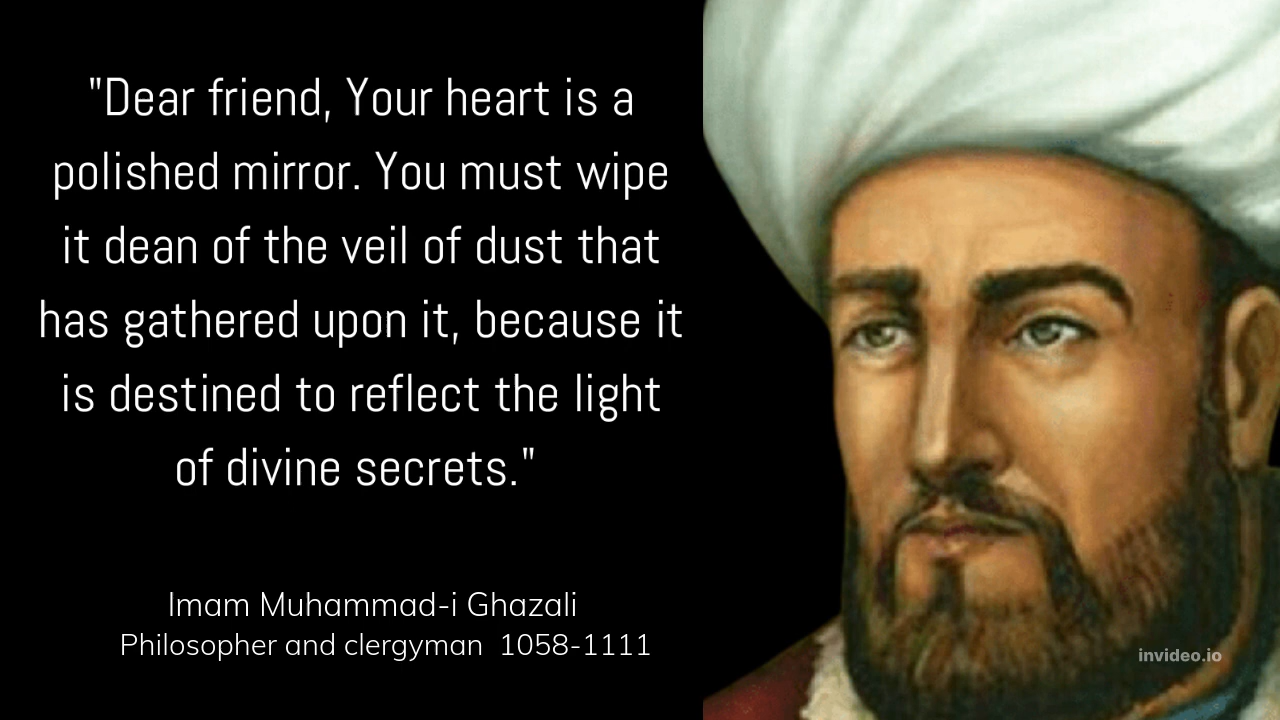 "Dear friend, Your heart is a
polished mirror. You must wipe
it dean of the veil of dust that
has gathered upon it, because it
is destined to reflect the light
of divine secrets."
Imam Muhammad-i Ghazali
Philosopher and clergyman 1058-1111
invideo.io